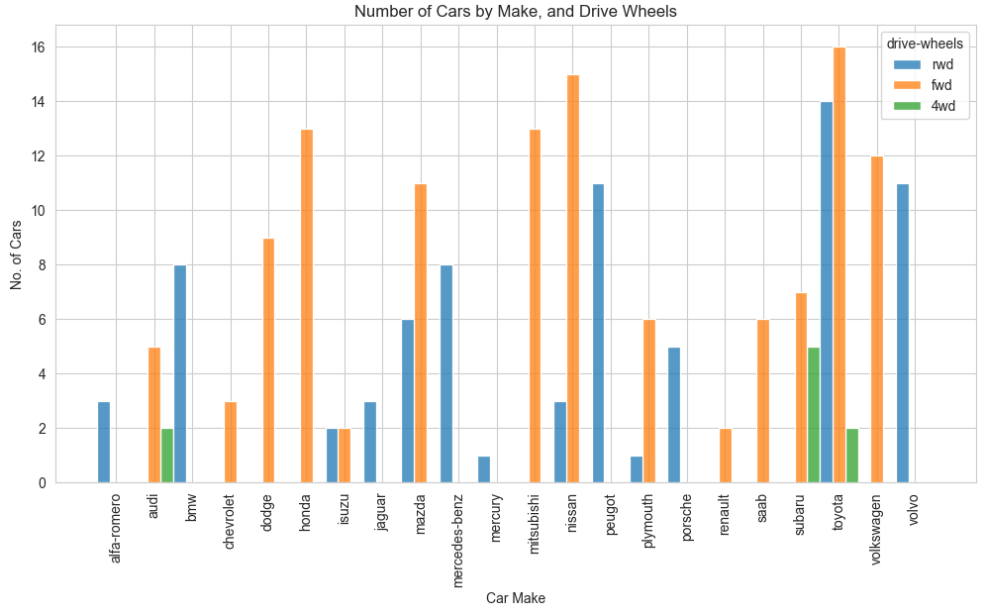 Number of Cars by Make, and Drive Wheels
drive-wheels
rwd
fwd
4wd
No. of Cars
16
14
12
10
8
6
4
2
0
alfa-romero
audi
bmw
chevrolet
dodge
honda
isuzu
jaguar
mazda
mercedes-benz
mercury
mitsubishi
nissan
peugot
plymouth
porsche
renault
saab
subaru
toyota
volkswagen
volvo
Car Make